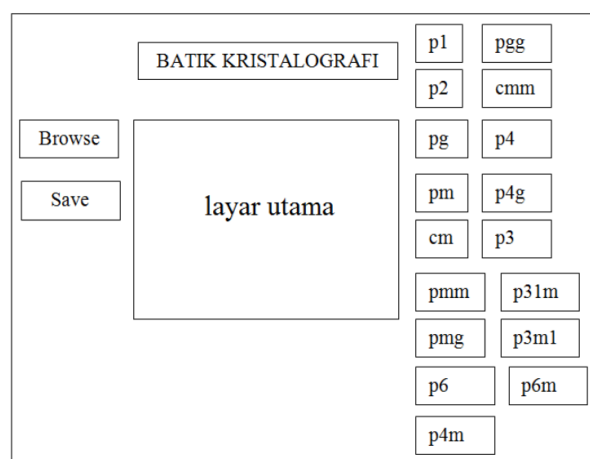 BATIK KRISTALOGRAFI
Browse
Save
layar utama
p1 pgg
p2 cmm
pg p4
pm p4g
cm p3
pmm p31m
pmg p3m1
p6 p6m
p4m